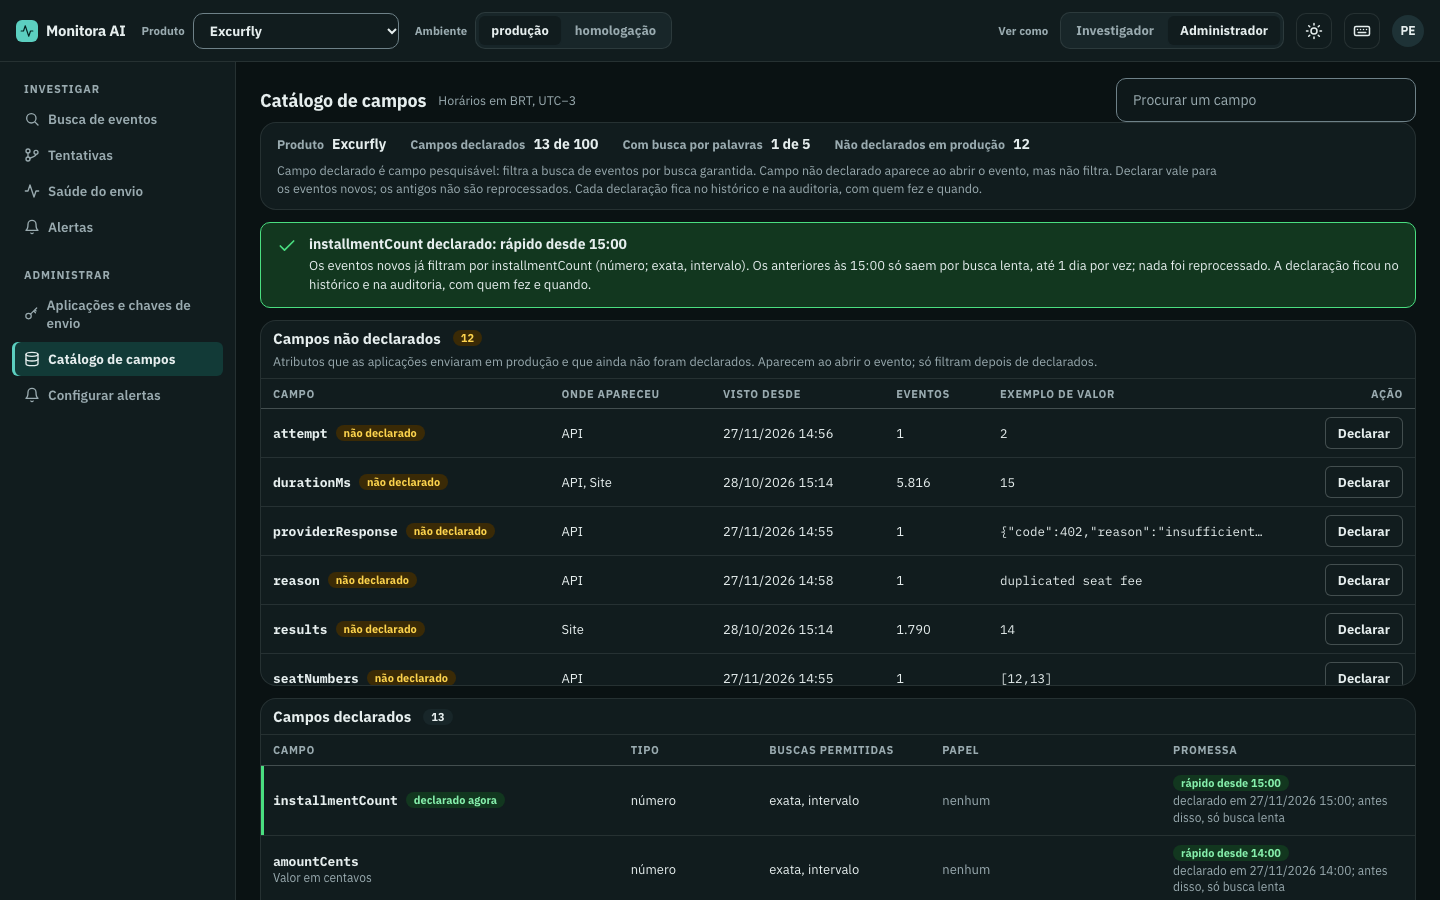 Monitora AI
Produto
Excurfly
Ambiente
produção
homologação
Ver como
Investigador
Administrador
PE
INVESTIGAR
Busca de eventos
Tentativas
Saúde do envio
Alertas
ADMINISTRAR
Aplicações e chaves de
envio
Catálogo de campos
Configurar alertas
Catálogo de campos
Horários em BRT, UTC−3
Procurar um campo
Produto Excurfly
Campos declarados 13 de 100
Com busca por palavras 1 de 5
Não declarados em produção 12
Campo declarado é campo pesquisável: filtra a busca de eventos por busca garantida. Campo não declarado aparece ao abrir o evento, mas não filtra. Declarar vale para
os eventos novos; os antigos não são reprocessados. Cada declaração fica no histórico e na auditoria, com quem fez e quando.
installmentCount declarado: rápido desde 15:00
Os eventos novos já filtram por installmentCount (número; exata, intervalo). Os anteriores às 15:00 só saem por busca lenta, até 1 dia por vez; nada foi reprocessado. A declaração ficou no
histórico e na auditoria, com quem fez e quando.
Campos não declarados 12
Atributos que as aplicações enviaram em produção e que ainda não foram declarados. Aparecem ao abrir o evento; só filtram depois de declarados.
CAMPO ONDE APARECEU VISTO DESDE EVENTOS EXEMPLO DE VALOR AÇÃO
attempt não declarado API 27/11/2026 14:56 1 2 Declarar
durationMs não declarado API, Site 28/10/2026 15:14 5.816 15 Declarar
providerResponse não declarado API 27/11/2026 14:55 1 {"code":402,"reason":"insufficient… Declarar
reason não declarado API 27/11/2026 14:58 1 duplicated seat fee Declarar
results não declarado Site 28/10/2026 15:14 1.790 14 Declarar
seatNumbers não declarado API 27/11/2026 14:55 1 [12,13] Declarar
Campos declarados 13
CAMPO TIPO BUSCAS PERMITIDAS PAPEL PROMESSA
installmentCount declarado agora número exata, intervalo nenhum rápido desde 15:00
declarado em 27/11/2026 15:00; antes
disso, só busca lenta
amountCents número exata, intervalo nenhum rápido desde 14:00
Valor em centavos
declarado em 27/11/2026 14:00; antes
disso, só busca lenta